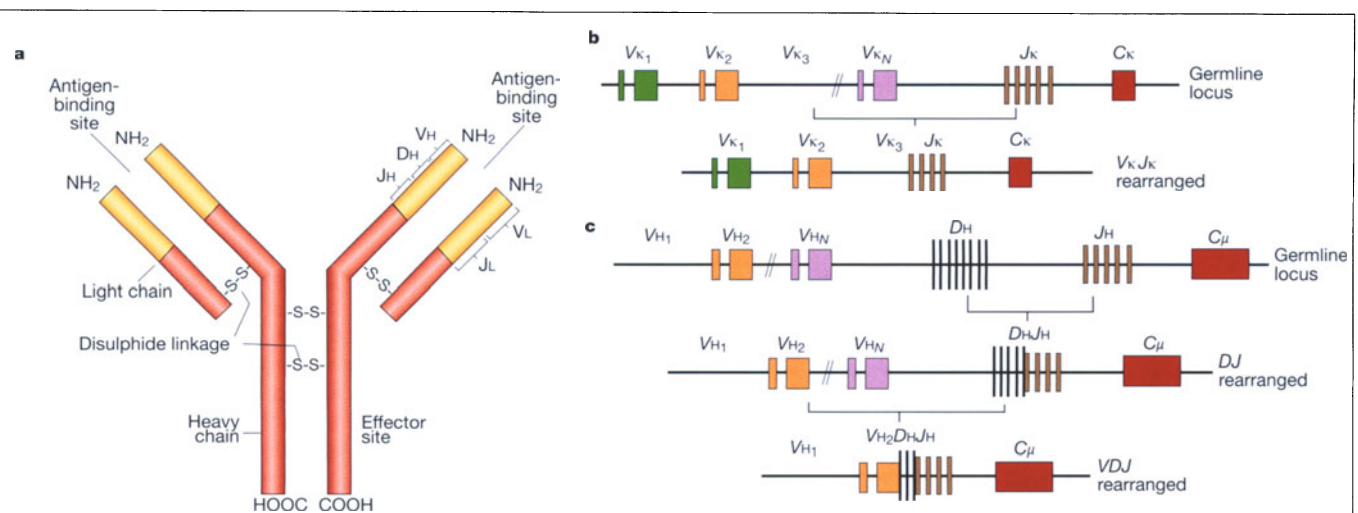 a
Antigen-
binding
site
NH2
NH2
Antigen-
binding
site
VH
NH2
DH
JH
NH2
VL
JL
Light chain
-S-S-
-S-S-
-S-S-
Disulphide linkage
-S-S-
Heavy
chain
Effector
site
HOOC COOH
b
Vκ1 Vκ2 Vκ3 VκN Jκ Cκ
Germline
locus
Vκ1 Vκ2 Vκ3 Jκ Cκ
VκJκ
rearranged
c
VH1 VH2 VHN DH JH Cμ
Germline
locus
VH1 VH2 VHN DHJH Cμ
DJ
rearranged
VH1 VH2DHJH Cμ
VDJ
rearranged